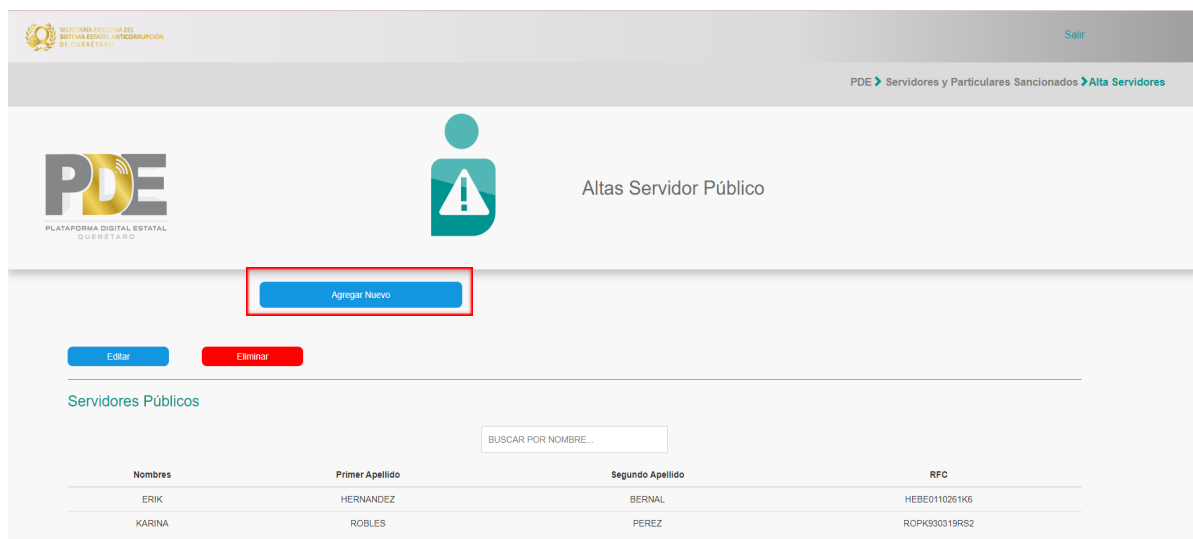 SECRETARÍA EJECUTIVA DEL
SISTEMA ESTATAL ANTICORRUPCIÓN
DE QUERÉTARO
Salir
PDE Servidores y Particulares Sancionados Alta Servidores
PDE
PLATAFORMA DIGITAL ESTATAL
QUERÉTARO
Altas Servidor Público
Agregar Nuevo
Editar Eliminar
Servidores Públicos
BUSCAR POR NOMBRE...
Nombres Primer Apellido Segundo Apellido RFC
ERIK HERNANDEZ BERNAL HEBE0110261K6
KARINA ROBLES PEREZ ROPK930319RS2